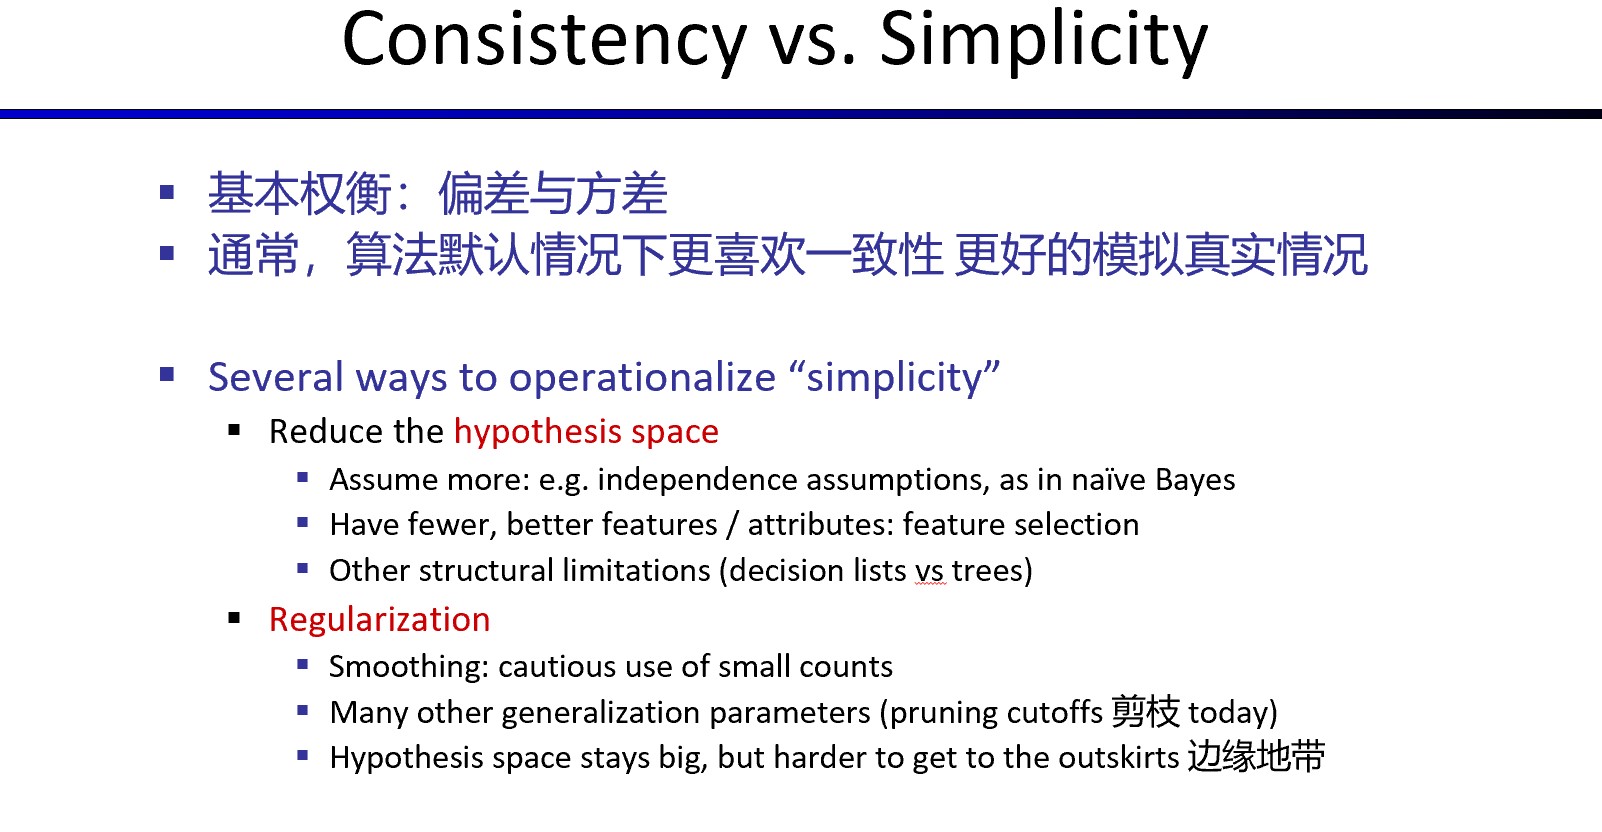 Consistency vs. Simplicity
基本权衡：偏差与方差
通常，算法默认情况下更喜欢一致性 更好的模拟真实情况
Several ways to operationalize “simplicity”
Reduce the hypothesis space
Assume more: e.g. independence assumptions, as in naïve Bayes
Have fewer, better features / attributes: feature selection
Other structural limitations (decision lists vs trees)
Regularization
Smoothing: cautious use of small counts
Many other generalization parameters (pruning cutoffs 剪枝 today)
Hypothesis space stays big, but harder to get to the outskirts 边缘地带